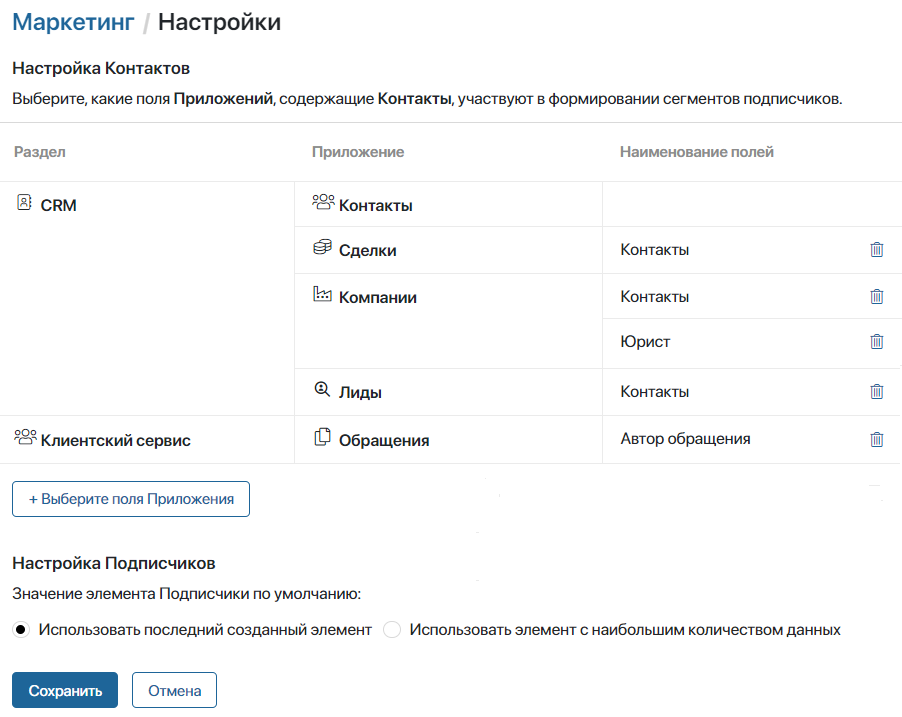 Маркетинг / Настройки
Настройка Контактов
Выберите, какие поля Приложений, содержащие Контакты, участвуют в формировании сегментов подписчиков.
Раздел Приложение Наименование полей
CRM Контакты
Сделки Контакты
Компании Контакты
Юрист
Лиды Контакты
Клиентский сервис Обращения Автор обращения
+ Выберите поля Приложения
Настройка Подписчиков
Значение элемента Подписчики по умолчанию:
Использовать последний созданный элемент Использовать элемент с наибольшим количеством данных
Сохранить Отмена